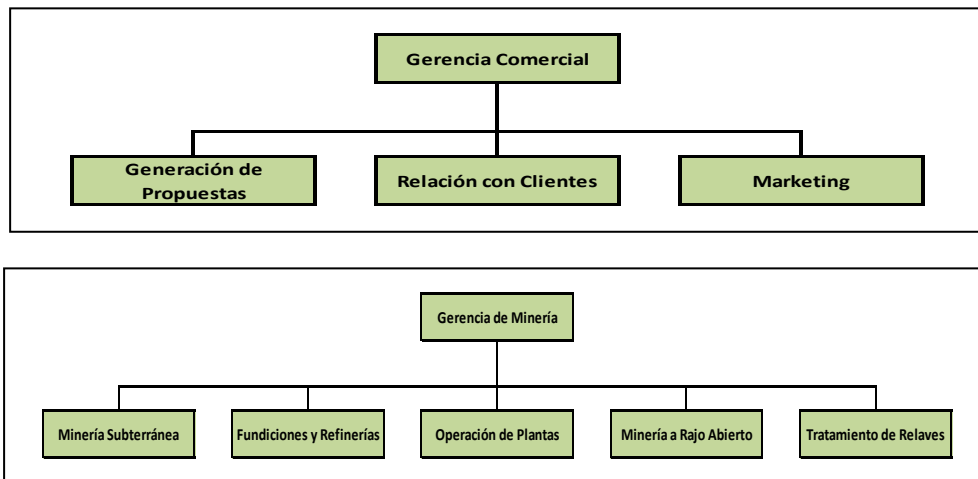 Gerencia Comercial
Generación de
Propuestas
Relación con Clientes
Marketing
Gerencia de Minería
Minería Subterránea
Fundiciones y Refinerías
Operación de Plantas
Minería a Rajo Abierto
Tratamiento de Relaves